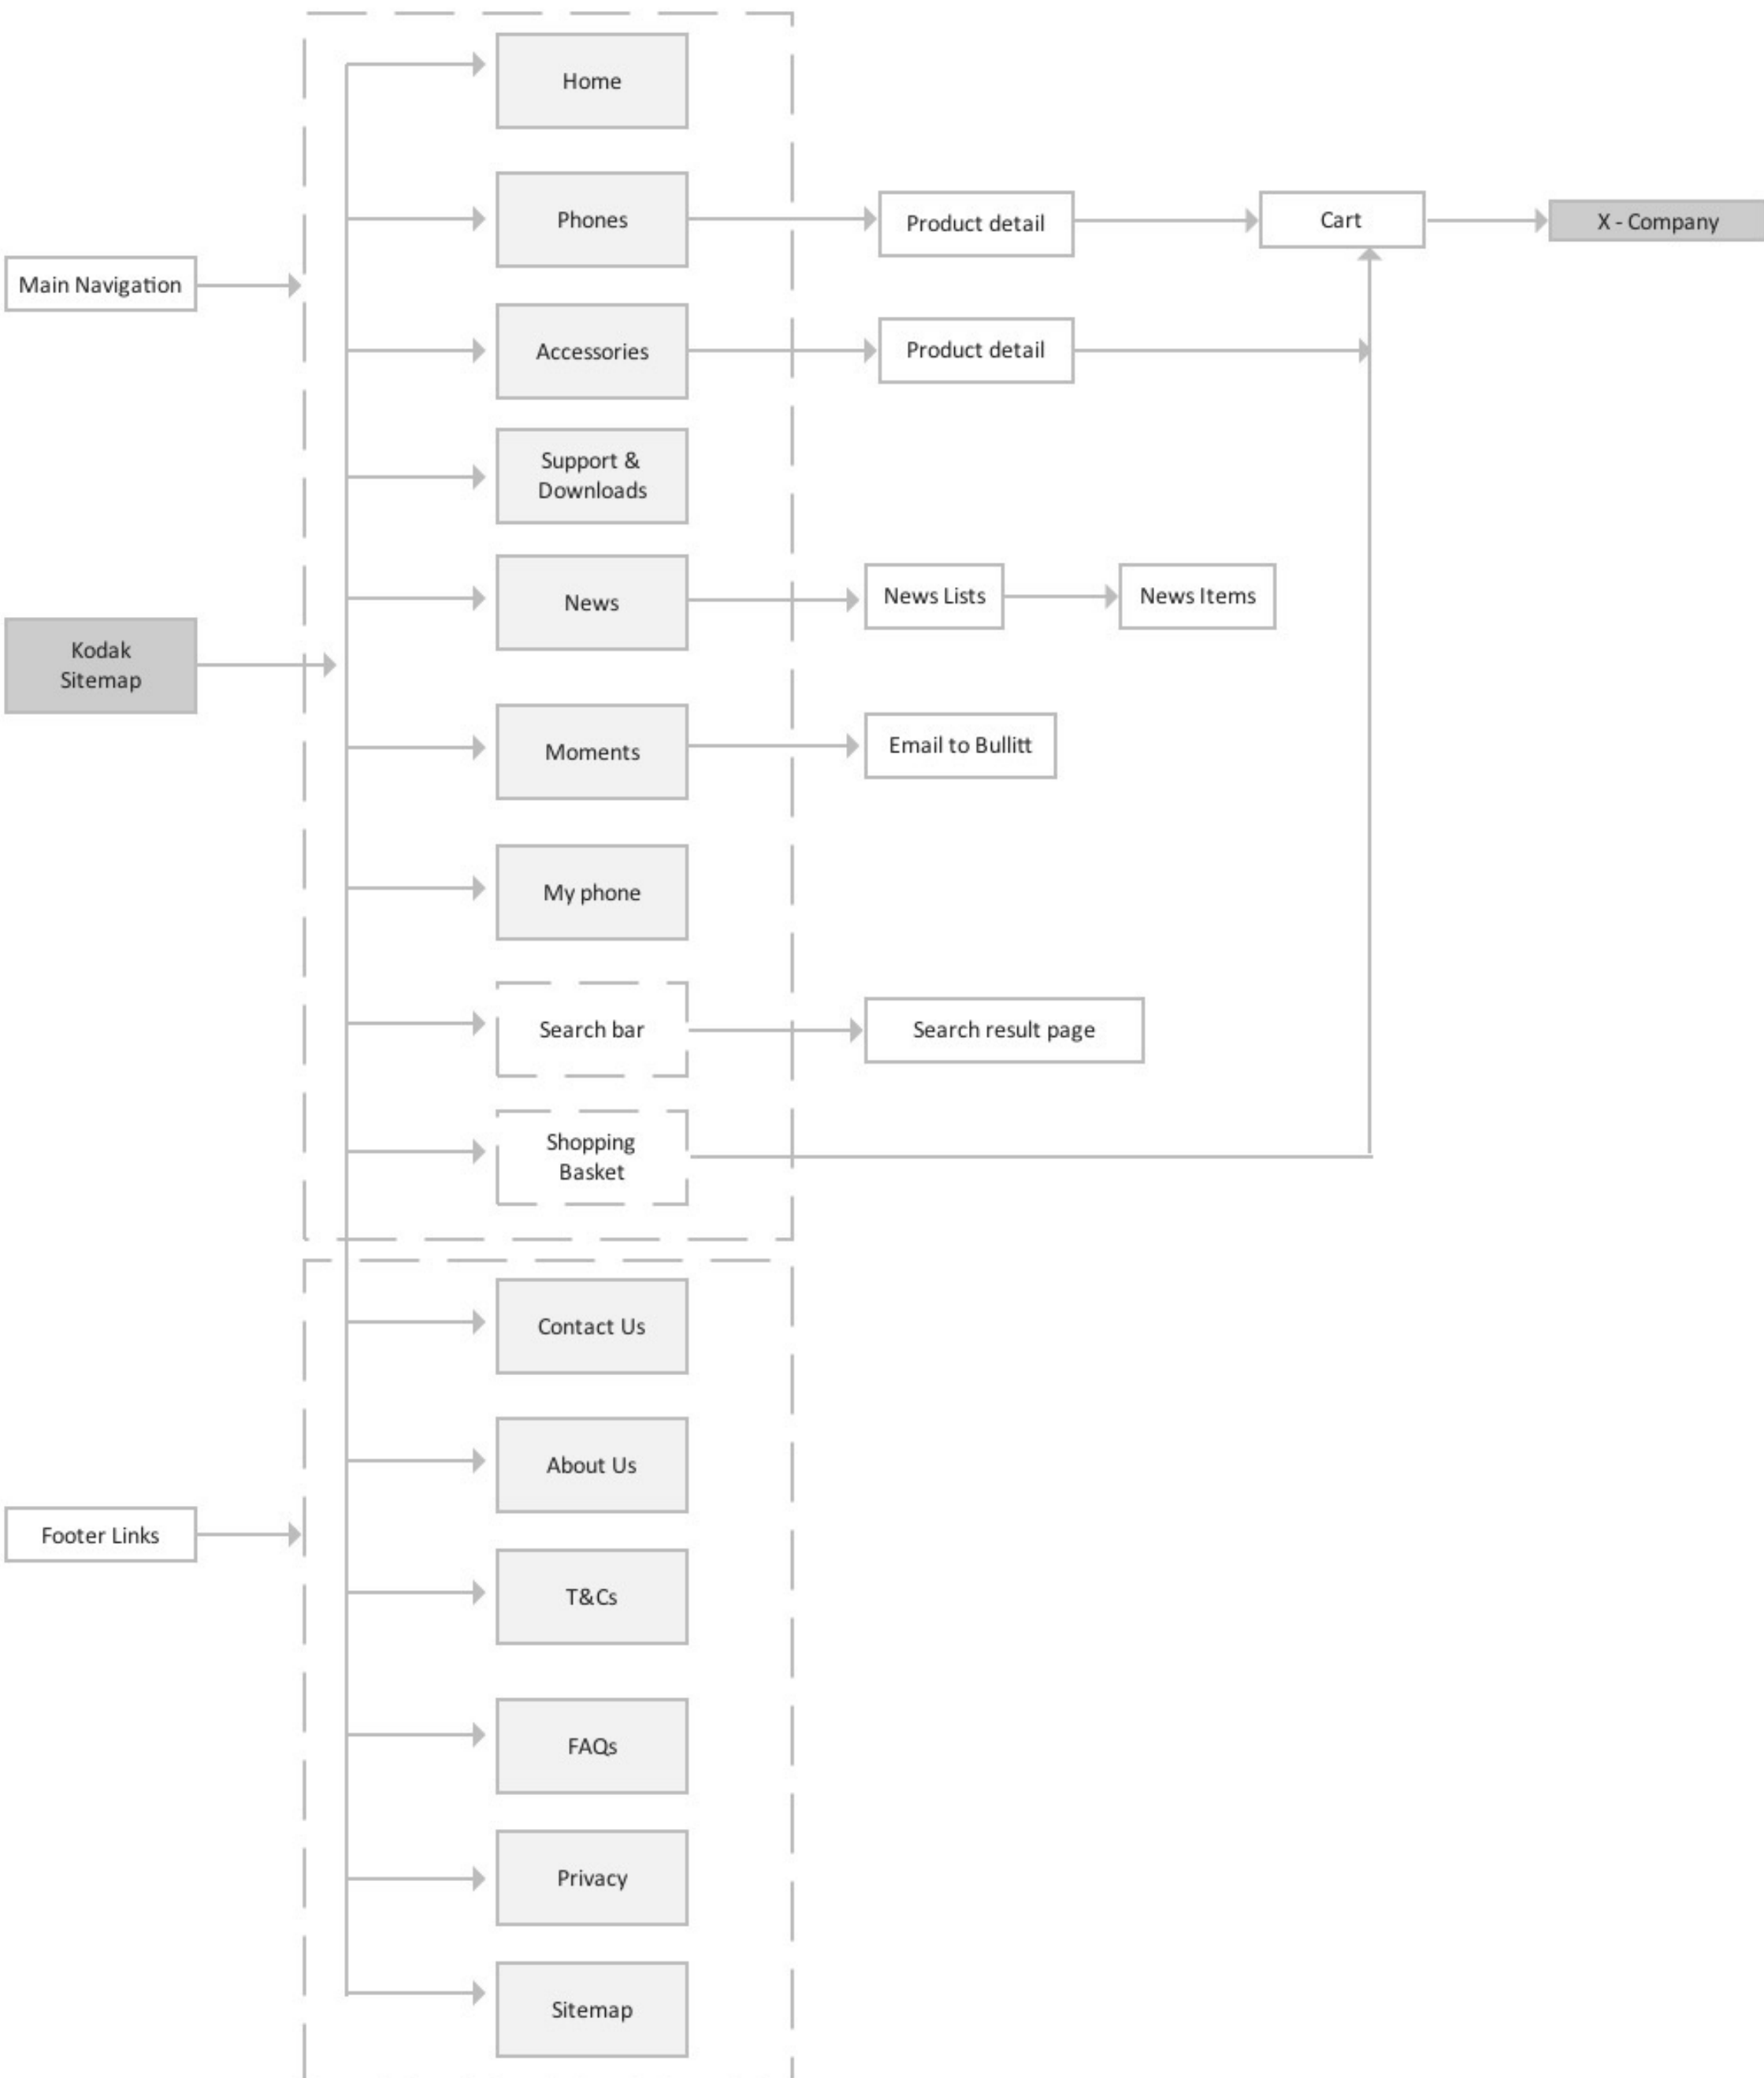 Home
Phones
Product detail
Cart
X - Company
Main Navigation
Accessories
Product detail
Support &
Downloads
News
News Lists
News Items
Kodak
Sitemap
Moments
Email to Bullitt
My phone
Search bar
Search result page
Shopping
Basket
Contact Us
About Us
Footer Links
T&Cs
FAQs
Privacy
Sitemap